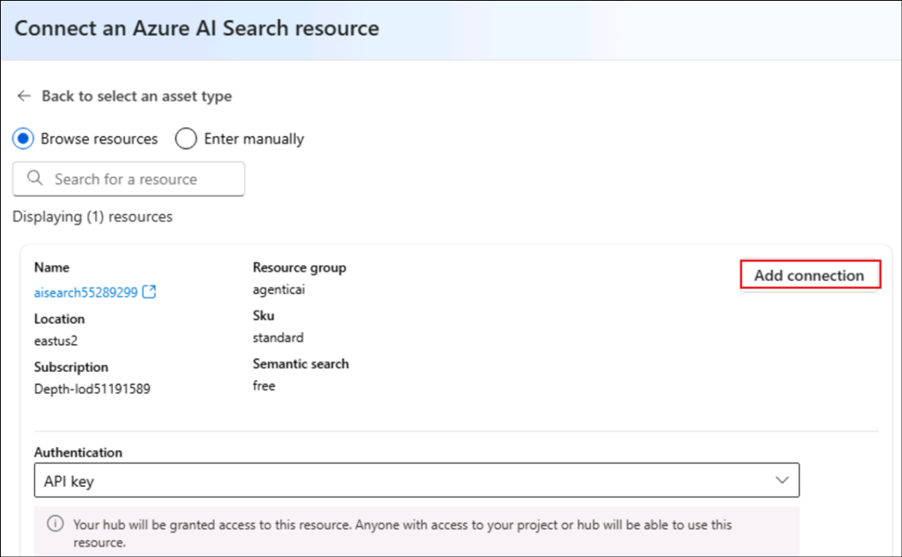 Connect an Azure AI Search resource
Back to select an asset type
Browse resources Enter manually
Search for a resource
Displaying (1) resources
Name
aisearch55289299
Location
eastus2
Subscription
Depth-lod51191589
Resource group
agenticai
Sku
standard
Semantic search
free
Add connection
Authentication
API key
Your hub will be granted access to this resource. Anyone with access to your project or hub will be able to use this
resource.